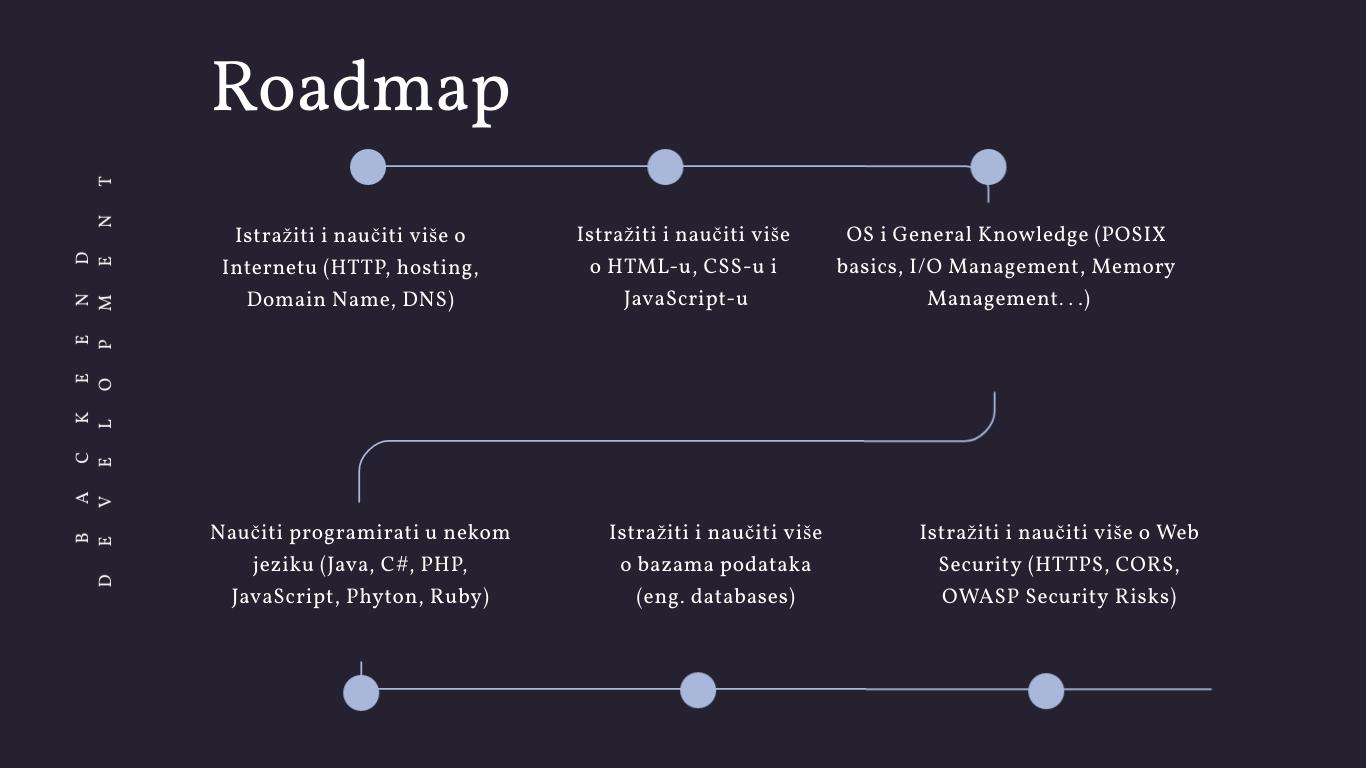 Roadmap
BACKEEND
DEVELOPMENT
Istražiti i naučiti više o
Internetu (HTTP, hosting,
Domain Name, DNS)
Istražiti i naučiti više
o HTML-u, CSS-u i
JavaScript-u
OS i General Knowledge (POSIX
basics, I/O Management, Memory
Management...)
Naučiti programirati u nekom
jeziku (Java, C#, PHP,
JavaScript, Phyton, Ruby)
Istražiti i naučiti više
o bazama podataka
(eng. databases)
Istražiti i naučiti više o Web
Security (HTTPS, CORS,
OWASP Security Risks)